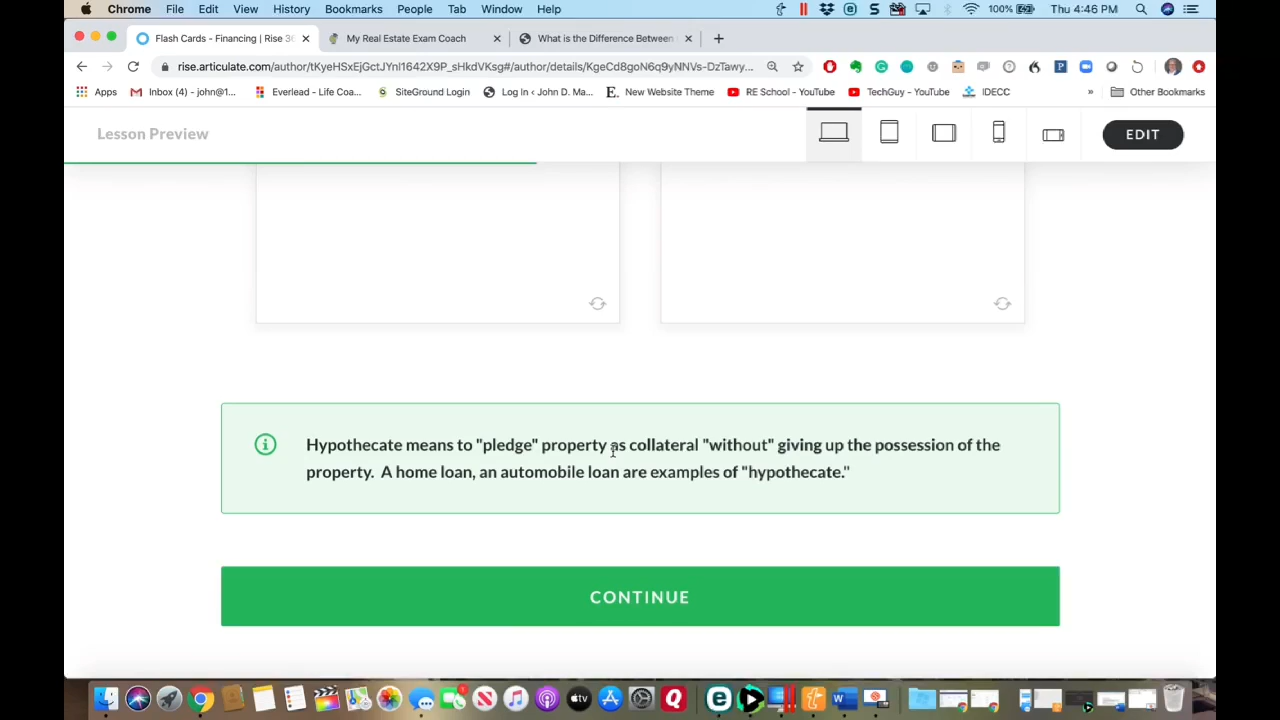 Chrome File Edit View History Bookmarks People Tab Window Help 100% Thu 4:46 PM
Flash Cards - Financing | Rise 36 My Real Estate Exam Coach What is the Difference Between
rise.articulate.com/author/tKyeHSxEjGctJYnl1642X9P_sHkdVKsg#/author/details/KgeCd8goN6q9yNNVs-DzTawy...
Apps Inbox (4) - john@1... Everlead - Life Coa... SiteGround Login Log In ‹ John D. Ma... New Website Theme RE School - YouTube TechGuy - YouTube IDECC » Other Bookmarks
Lesson Preview EDIT
Hypothecate means to "pledge" property as collateral "without" giving up the possession of the
property. A home loan, an automobile loan are examples of "hypothecate."
CONTINUE